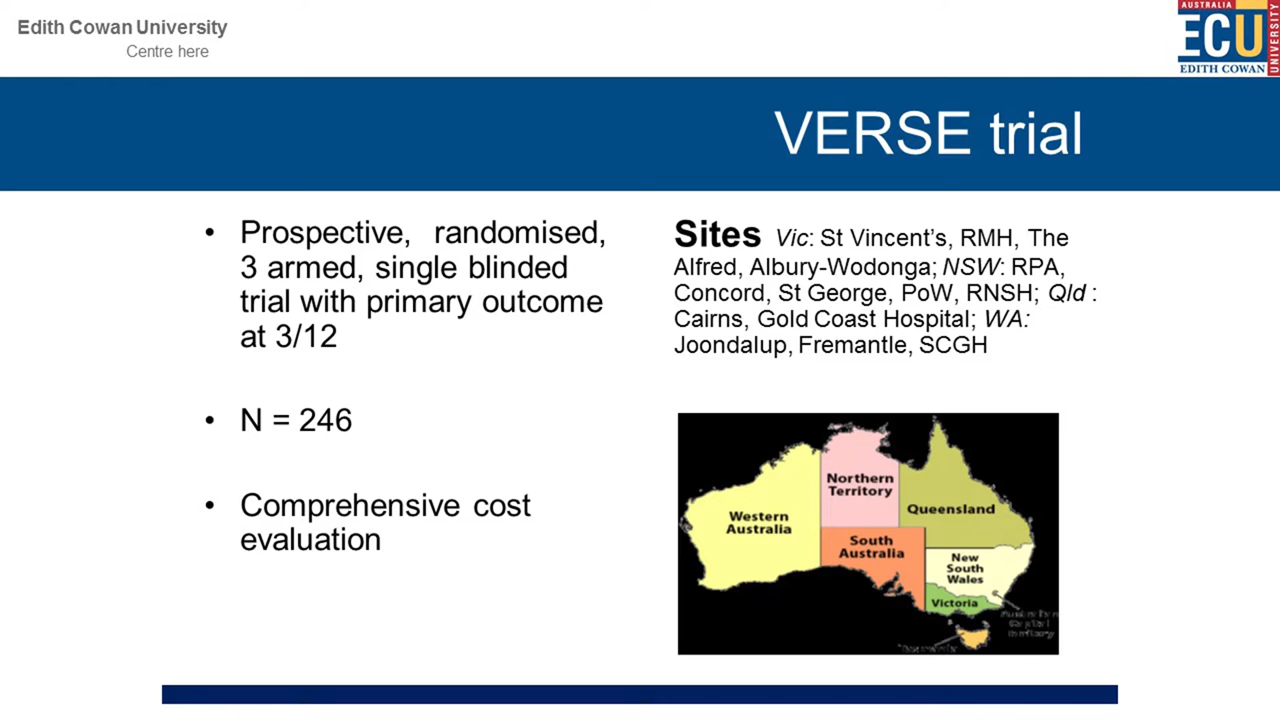 Edith Cowan University
Centre here
AUSTRALIA
ECU
EDITH COWAN
UNIVERSITY
VERSE trial
• Prospective, randomised,
3 armed, single blinded
trial with primary outcome
at 3/12
• N = 246
• Comprehensive cost
evaluation
Sites Vic: St Vincent’s, RMH, The
Alfred, Albury-Wodonga; NSW: RPA,
Concord, St George, PoW, RNSH; Qld :
Cairns, Gold Coast Hospital; WA:
Joondalup, Fremantle, SCGH
Northern
Territory
Queensland
Western
Australia
South
Australia
New
South
Wales
Victoria